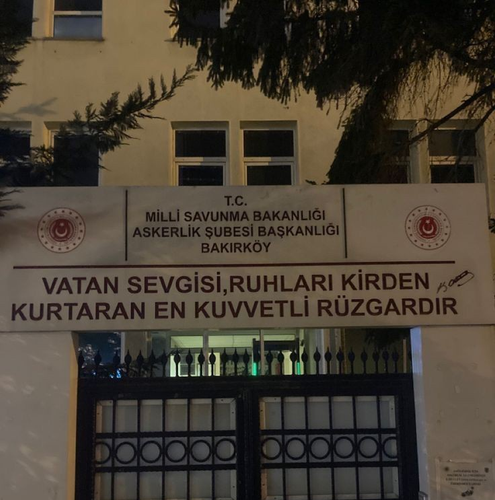 T.C.
MİLLİ SAVUNMA BAKANLIĞI
ASKERLİK ŞUBESİ BAŞKANLIĞI
BAKIRKÖY
VATAN SEVGİSİ,RUHLARI KİRDEN
KURTARAN EN KUVVETLİ RÜZGARDIR